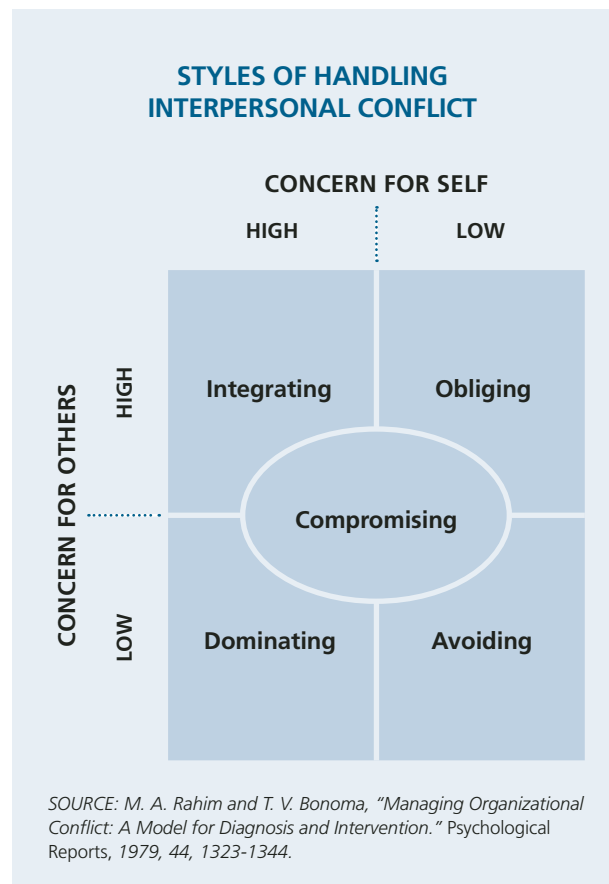 STYLES OF HANDLING
INTERPERSONAL CONFLICT
CONCERN FOR SELF
HIGH LOW
CONCERN FOR OTHERS
HIGH
Integrating Obliging
Compromising
LOW
Dominating Avoiding
SOURCE: M. A. Rahim and T. V. Bonoma, “Managing Organizational
Conflict: A Model for Diagnosis and Intervention.” Psychological
Reports, 1979, 44, 1323-1344.